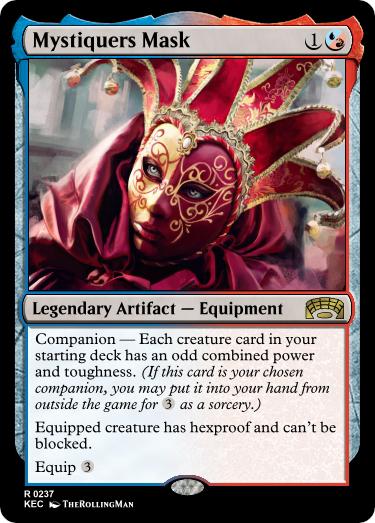 Mystiquers Mask 1
Legendary Artifact — Equipment
Companion — Each creature card in your
starting deck has an odd combined power
and toughness. (If this card is your chosen
companion, you may put it into your hand from
outside the game for 3 as a sorcery.)
Equipped creature has hexproof and can't be
blocked.
Equip 3
R 0237
KEC TheRollingMan